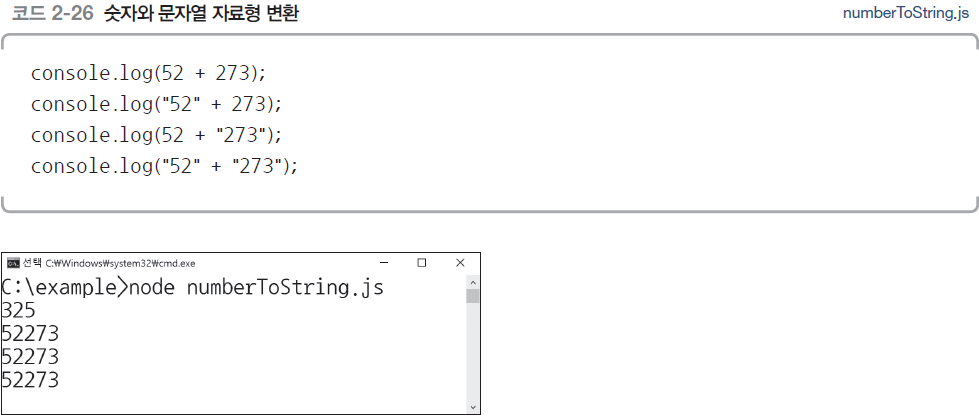 코드 2-26 숫자와 문자열 자료형 변환 numberToString.js
console.log(52 + 273);
console.log("52" + 273);
console.log(52 + "273");
console.log("52" + "273");
선택 C:₩Windows₩system32₩cmd.exe
C:\example>node numberToString.js
325
52273
52273
52273